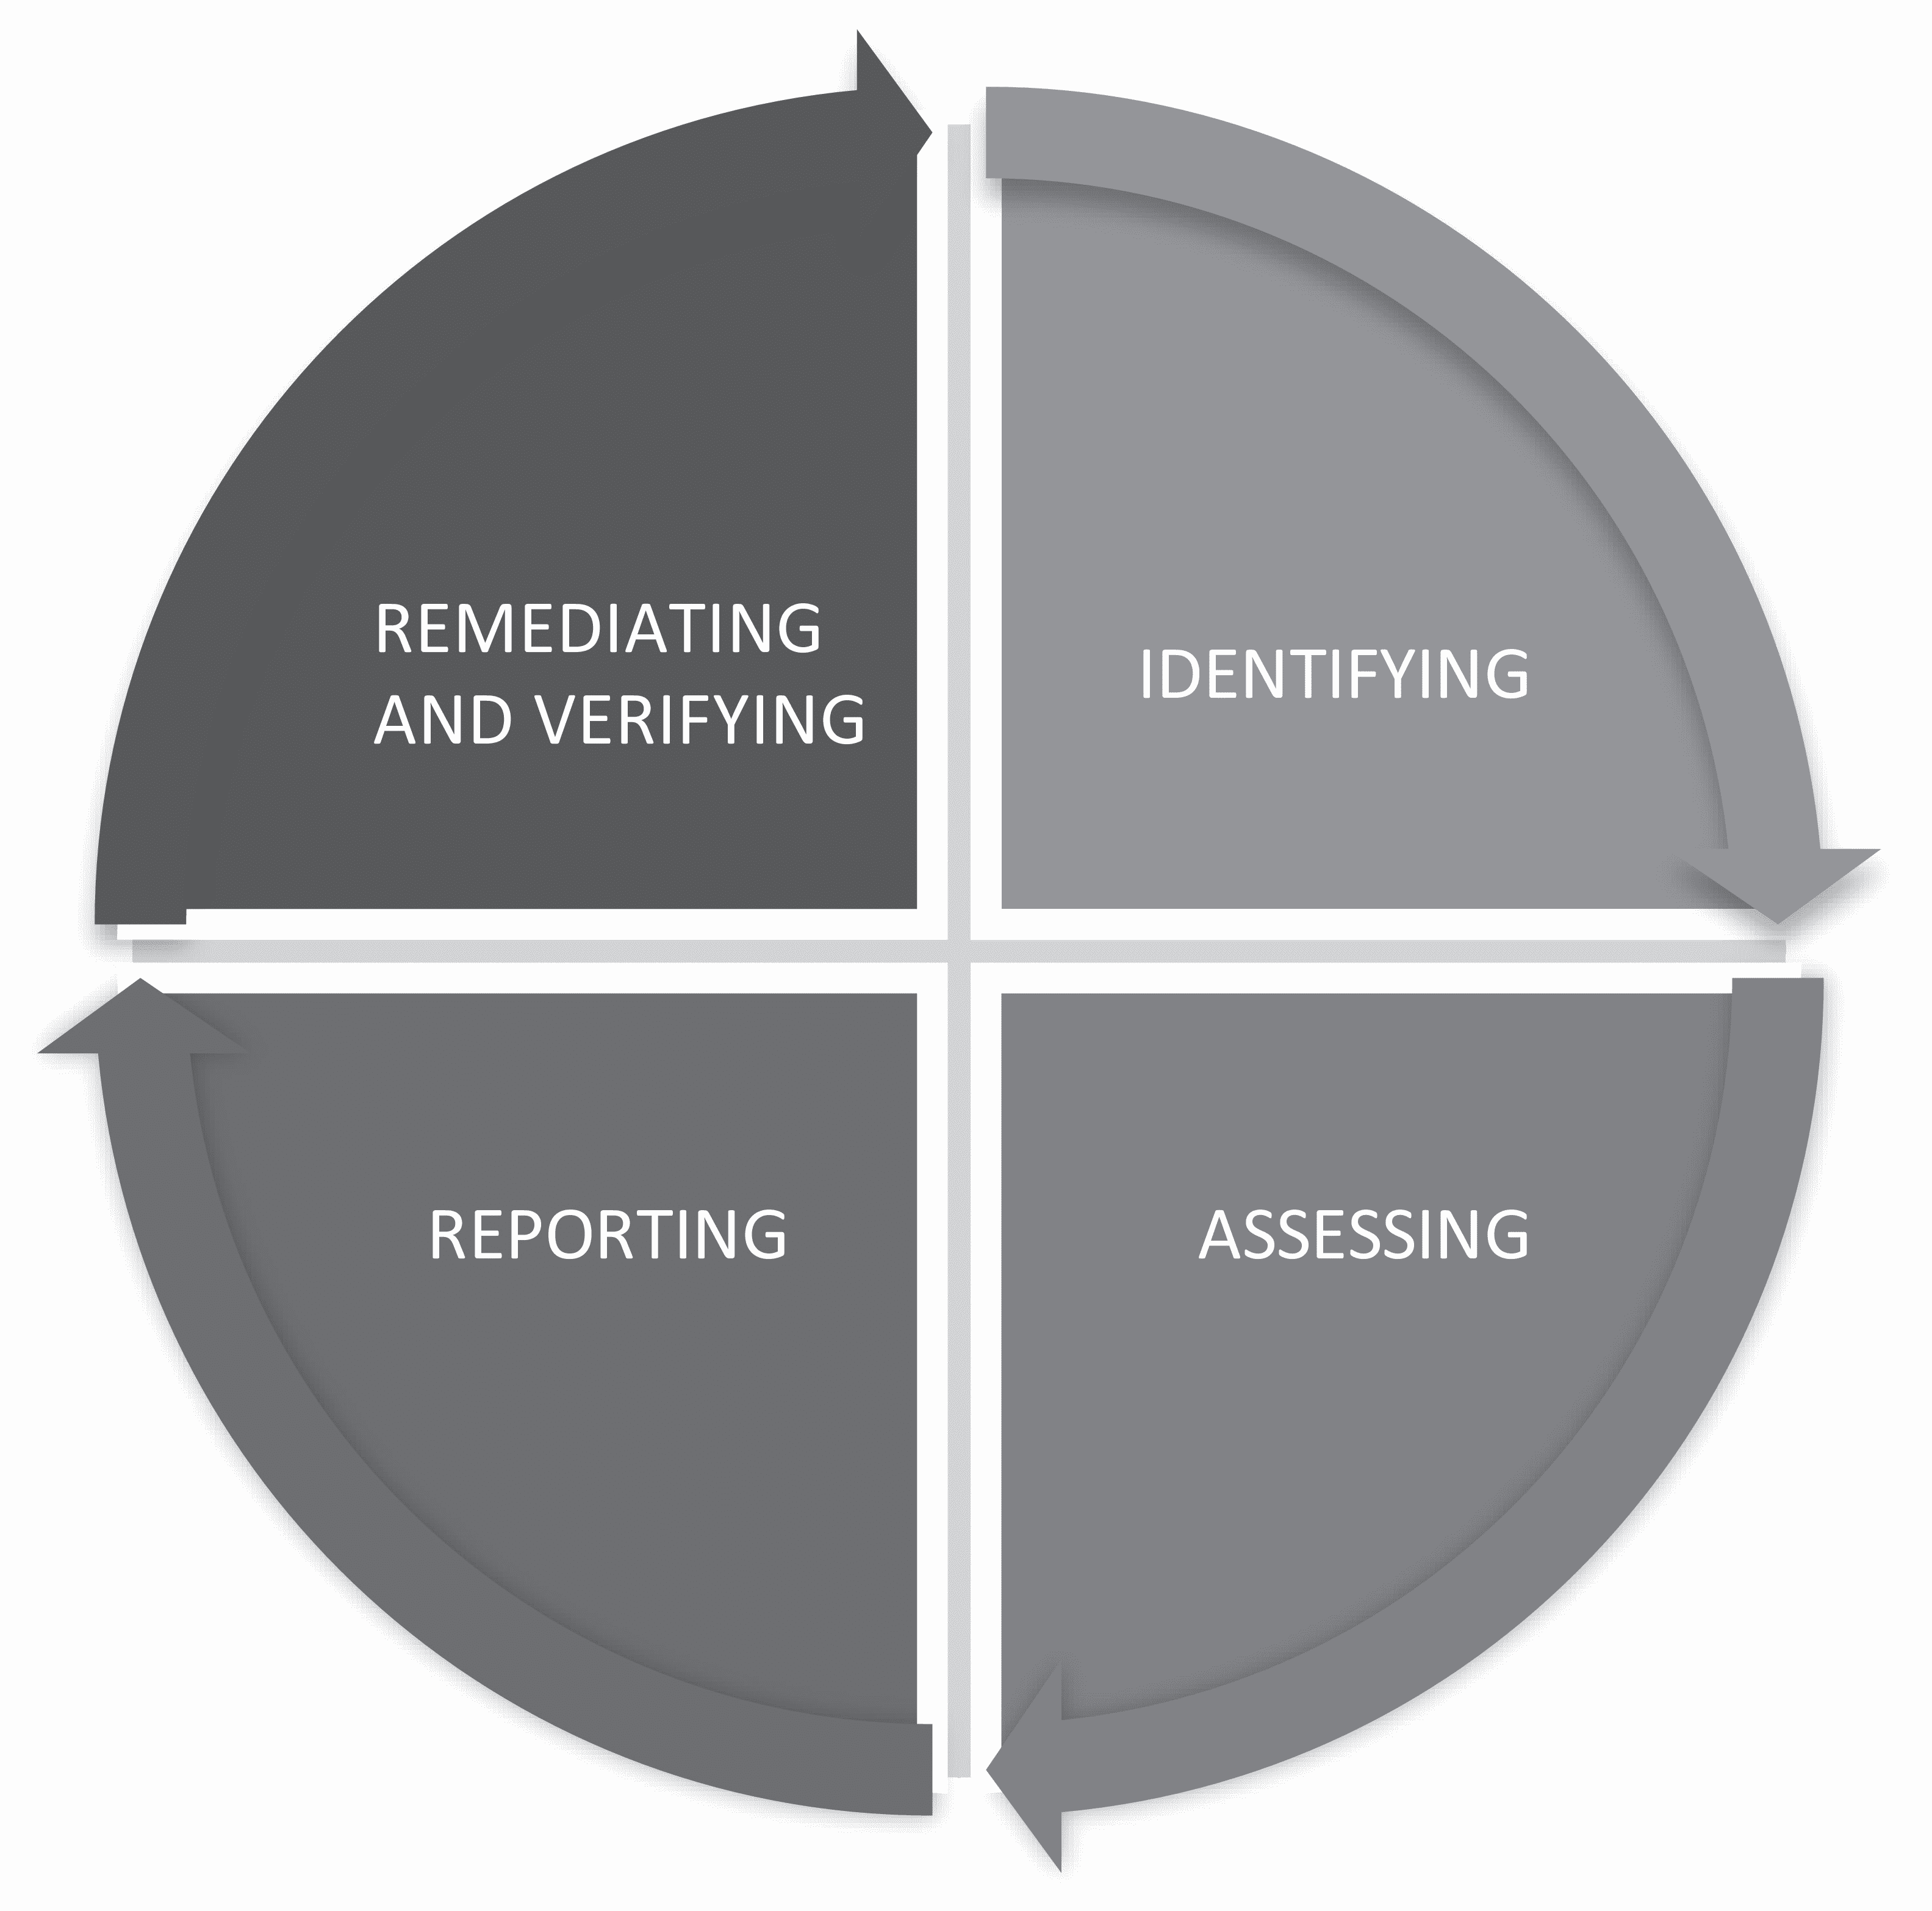 REMEDIATING
AND VERIFYING
IDENTIFYING
REPORTING
ASSESSING